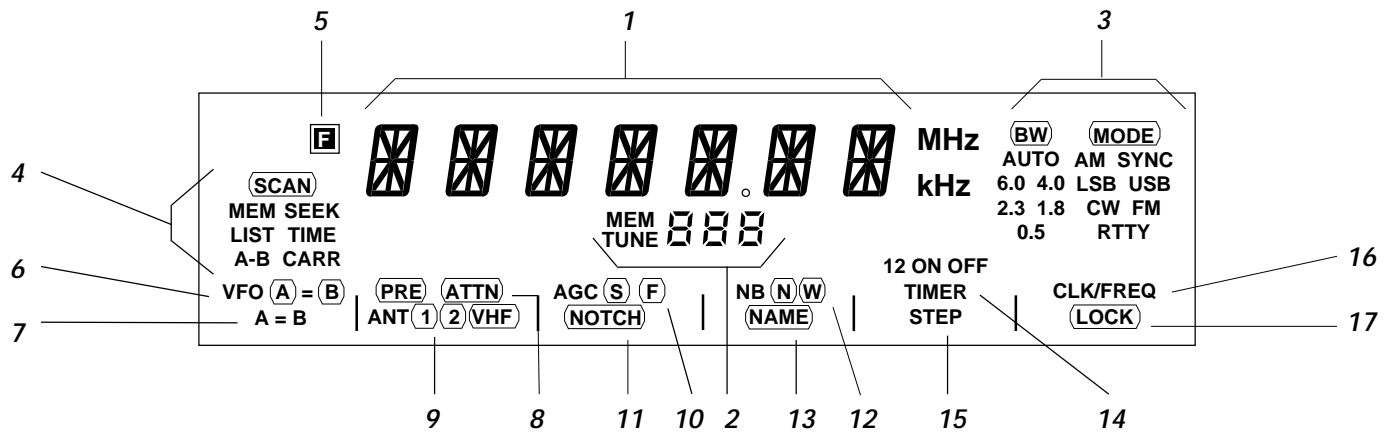 5 1 3
F MHz (BW) (MODE)
AUTO AM SYNC
4 (SCAN) kHz 6.0 4.0 LSB USB
MEM SEEK MEM 888 2.3 1.8 CW FM
LIST TIME TUNE 0.5 RTTY
A-B CARR 12 ON OFF 16
6 VFO (A) = (B) (PRE) (ATTN) AGC (S) (F) NB (N) (W) TIMER CLK/FREQ
7 A = B ANT (1) (2) (VHF) (NOTCH) (NAME) STEP (LOCK) 17
9 8 11 10 2 13 12 15 14